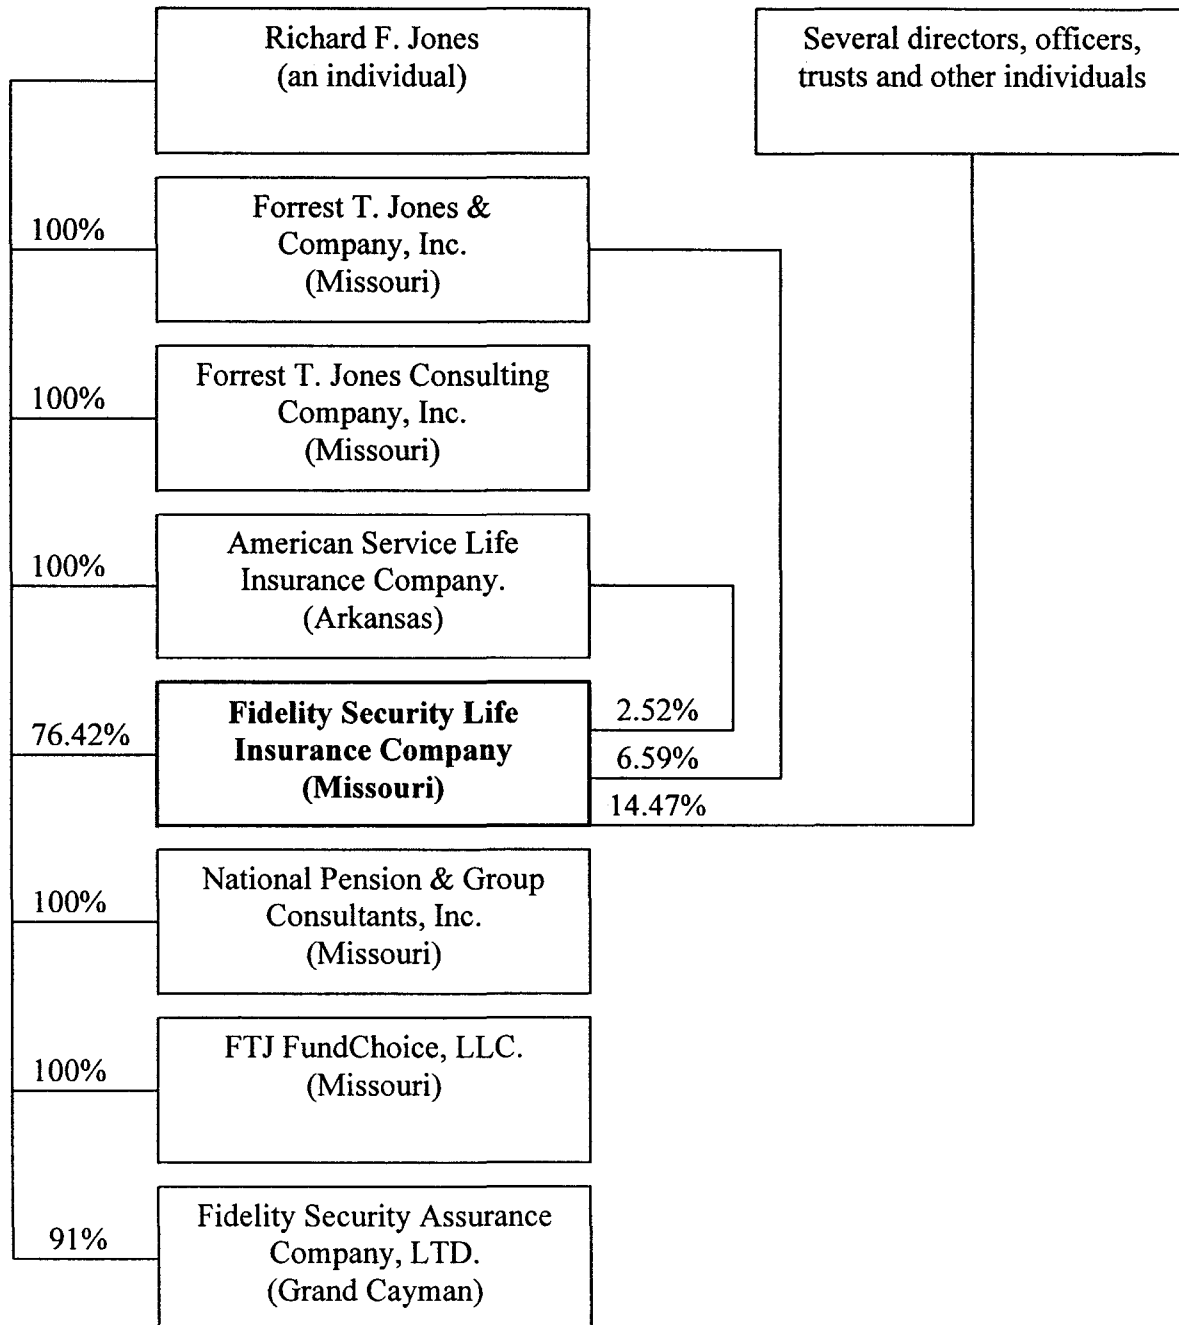 Richard F. Jones
(an individual)
Several directors, officers,
trusts and other individuals
100%
Forrest T. Jones &
Company, Inc.
(Missouri)
100%
Forrest T. Jones Consulting
Company, Inc.
(Missouri)
100%
American Service Life
Insurance Company.
(Arkansas)
76.42%
Fidelity Security Life
Insurance Company
(Missouri)
2.52%
6.59%
14.47%
100%
National Pension & Group
Consultants, Inc.
(Missouri)
100%
FTJ FundChoice, LLC.
(Missouri)
91%
Fidelity Security Assurance
Company, LTD.
(Grand Cayman)